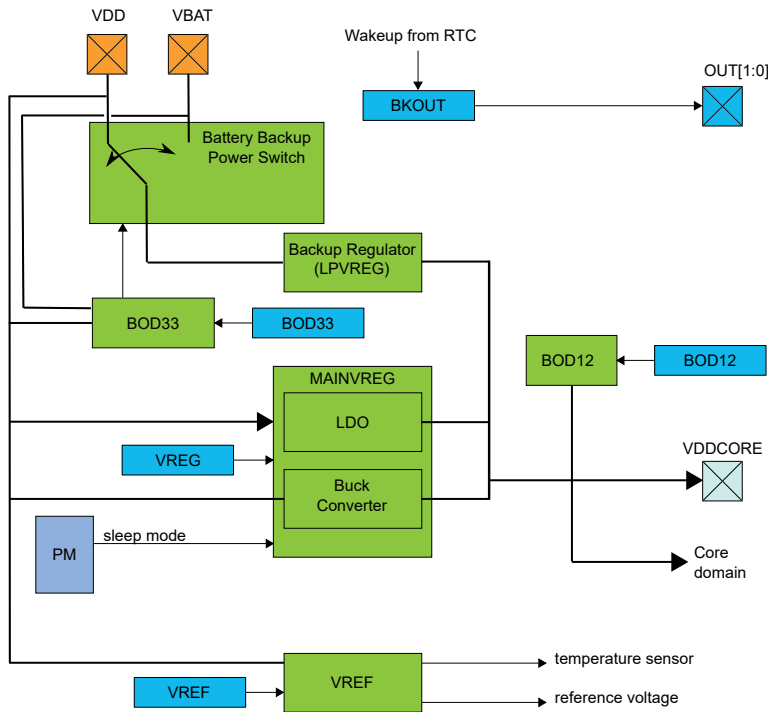 VDD
VBAT
Wakeup from RTC
OUT[1:0]
BKOUT
Battery Backup
Power Switch
Backup Regulator
(LPVREG)
BOD33
BOD33
BOD12
BOD12
MAINVREG
LDO
VREG
VDDCORE
Buck
Converter
sleep mode
PM
Core
domain
temperature sensor
VREF
VREF
reference voltage